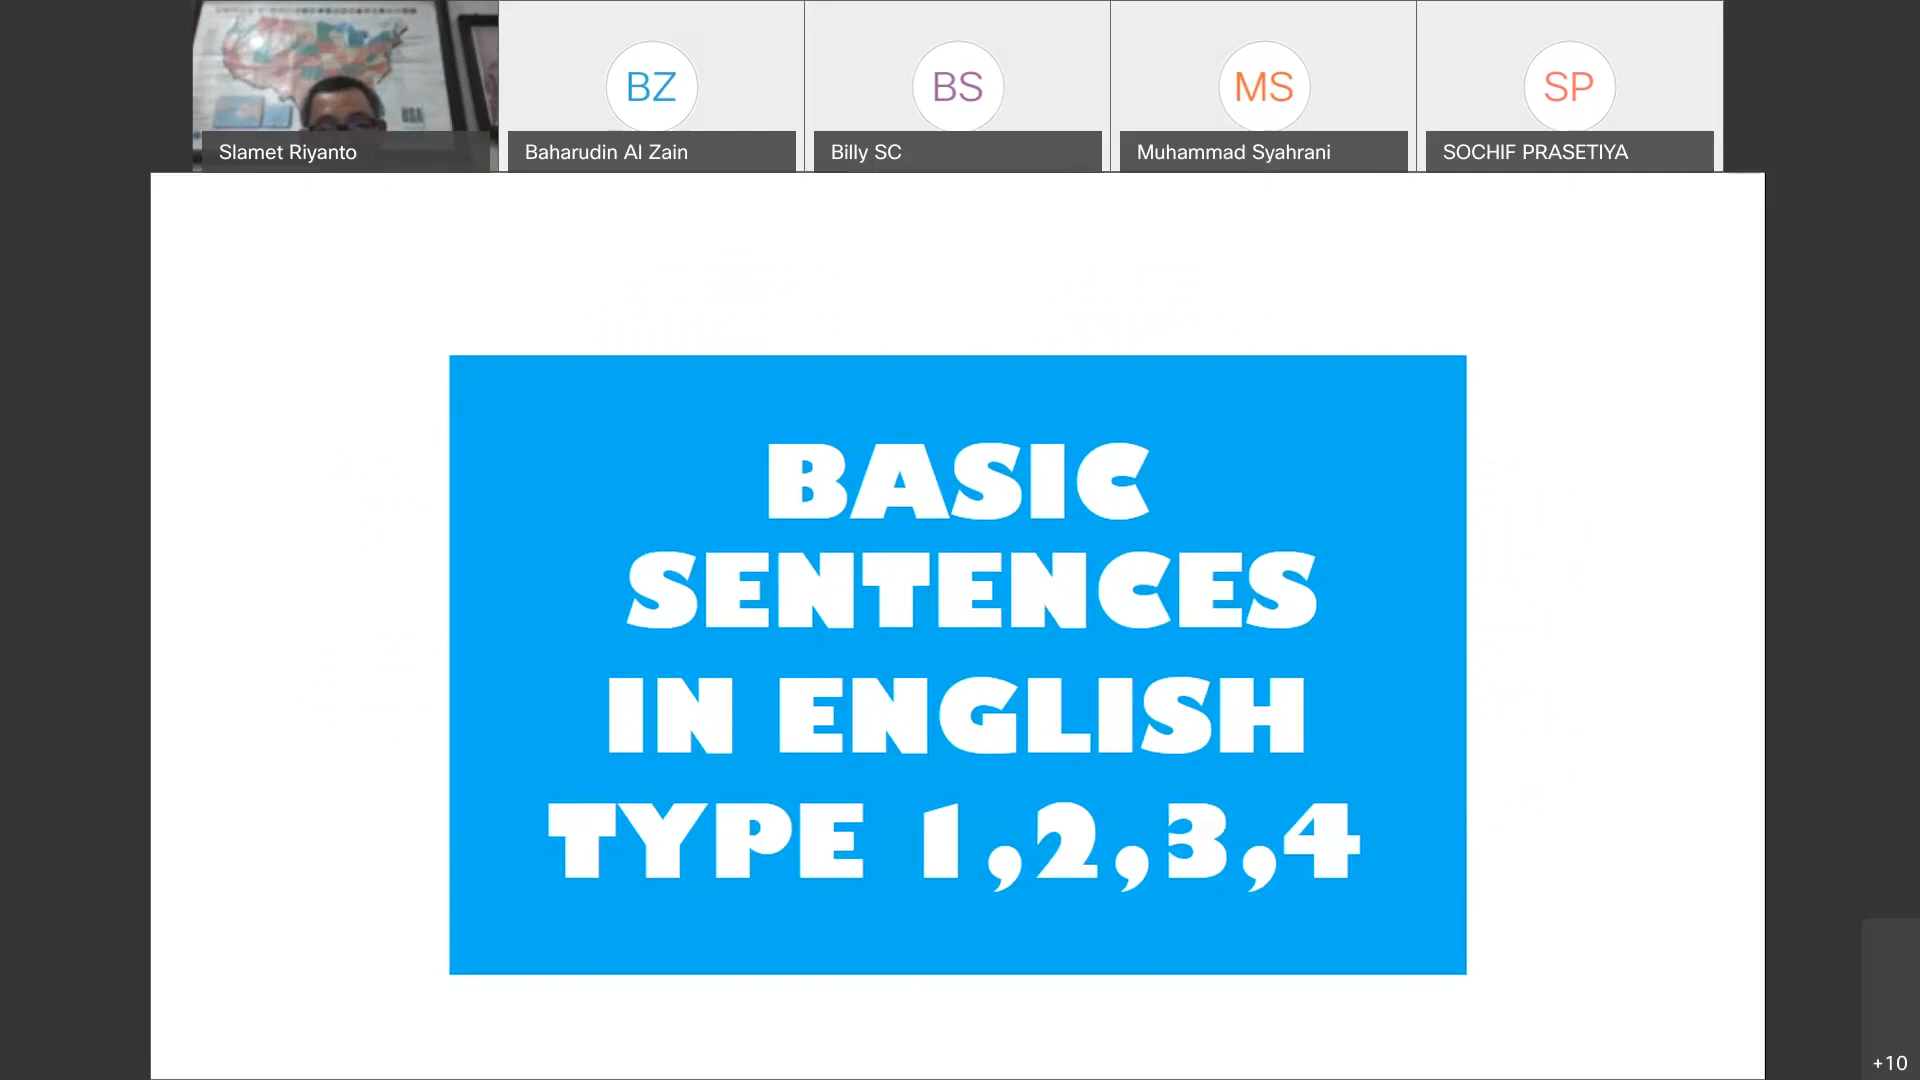 BZ
BS
MS
SP
Slamet Riyanto
Baharudin Al Zain
Billy SC
Muhammad Syahrani
SOCHIF PRASETIYA
BASIC
SENTENCES
IN ENGLISH
TYPE 1,2,3,4
+10